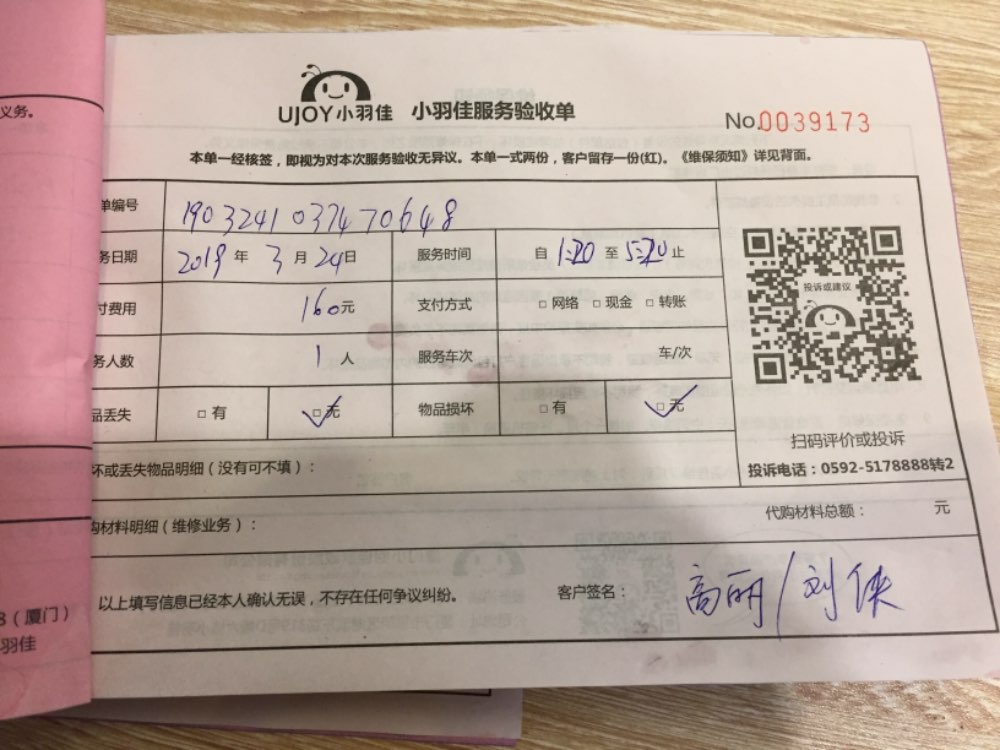 义务。
UJOY小羽佳 小羽佳服务验收单
No.0039173
本单一经核签，即视为对本次服务验收无异议。本单一式两份，客户留存一份(红)。《维保须知》详见背面。
单编号 190324103747 0648
务日期 2019 年 3 月 24日 服务时间 自 1:20 至 5:20 止
投诉或建议
付费用 160元 支付方式 □ 网络 □ 现金 □ 转账
务人数 1 人 服务车次 车/次
品丢失 □ 有 ☑无 物品损坏 □ 有 ☑无
扫码评价或投诉
投诉电话：0592-5178888转2
坏或丢失物品明细（没有可不填）：
购材料明细（维修业务）： 代购材料总额： 元
以上填写信息已经本人确认无误，不存在任何争议纠纷。 客户签名： 高丽/刘侠
8（厦门）
羽佳